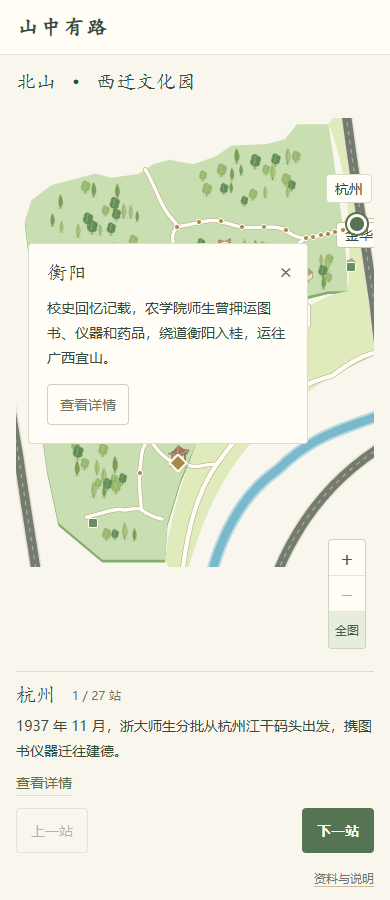 山中有路
北山 • 西迁文化园
杭州
金华
衡阳
×
校史回忆记载，农学院师生曾押运图
书、仪器和药品，绕道衡阳入桂，运往
广西宜山。
查看详情
+
−
全图
杭州 1 / 27 站
1937 年 11 月，浙大师生分批从杭州江干码头出发，携图
书仪器迁往建德。
查看详情
上一站
下一站
资料与说明